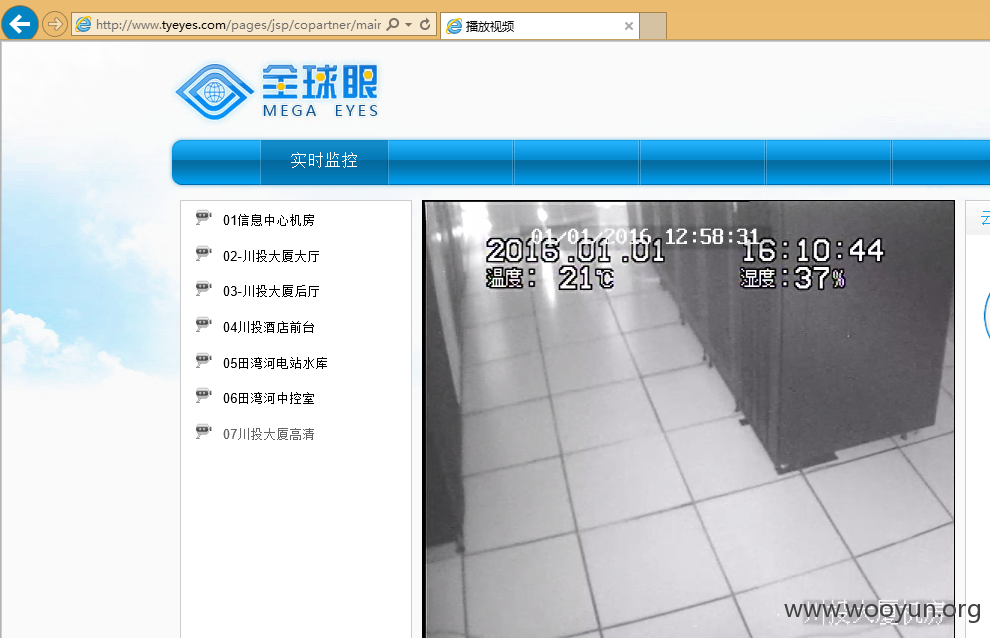 http://www.tyeyes.com/pages/jsp/copartner/mair
播放视频
全球眼
MEGA EYES
实时监控
01信息中心机房
02-川投大厦大厅
03-川投大厦后厅
04川投酒店前台
05田湾河电站水库
06田湾河中控室
07川投大厦高清
01/01/2016 12:58:31
2016.01.01 16:10:44
温度: 21℃ 湿度:37%
川投大厦机房
www.wooyun.org